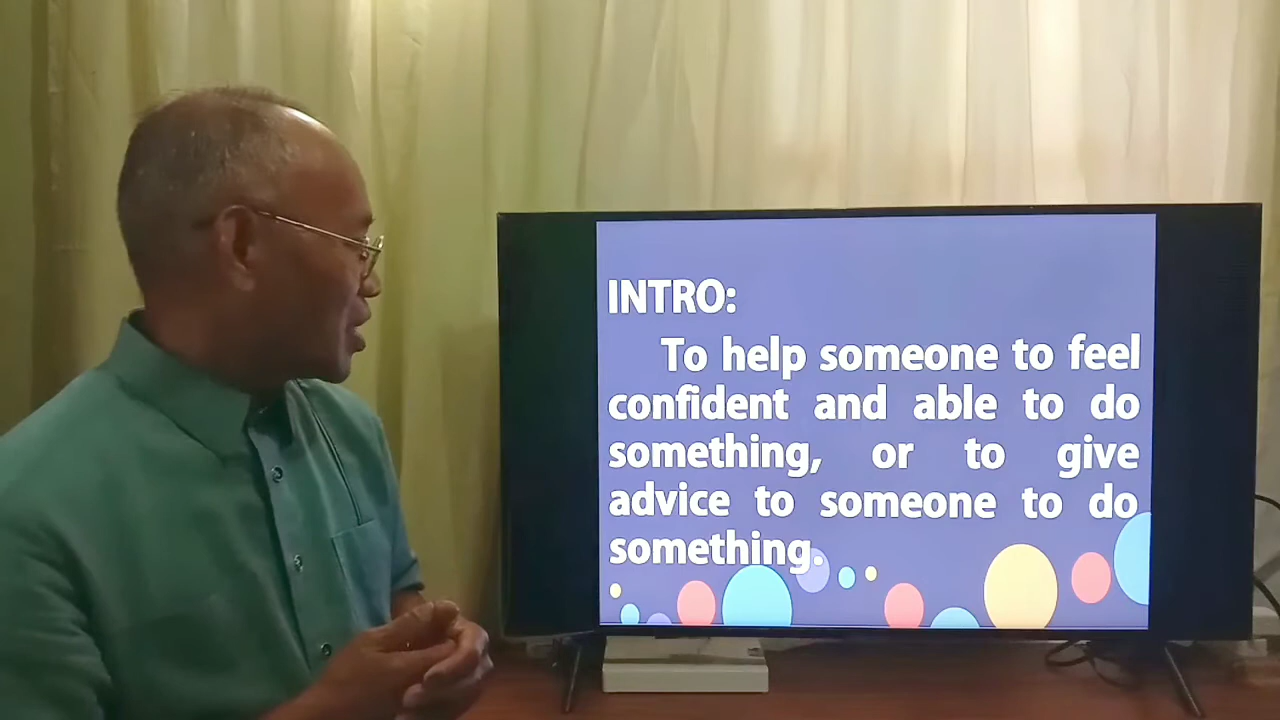 INTRO:
To help someone to feel
confident and able to do
something, or to give
advice to someone to do
something.